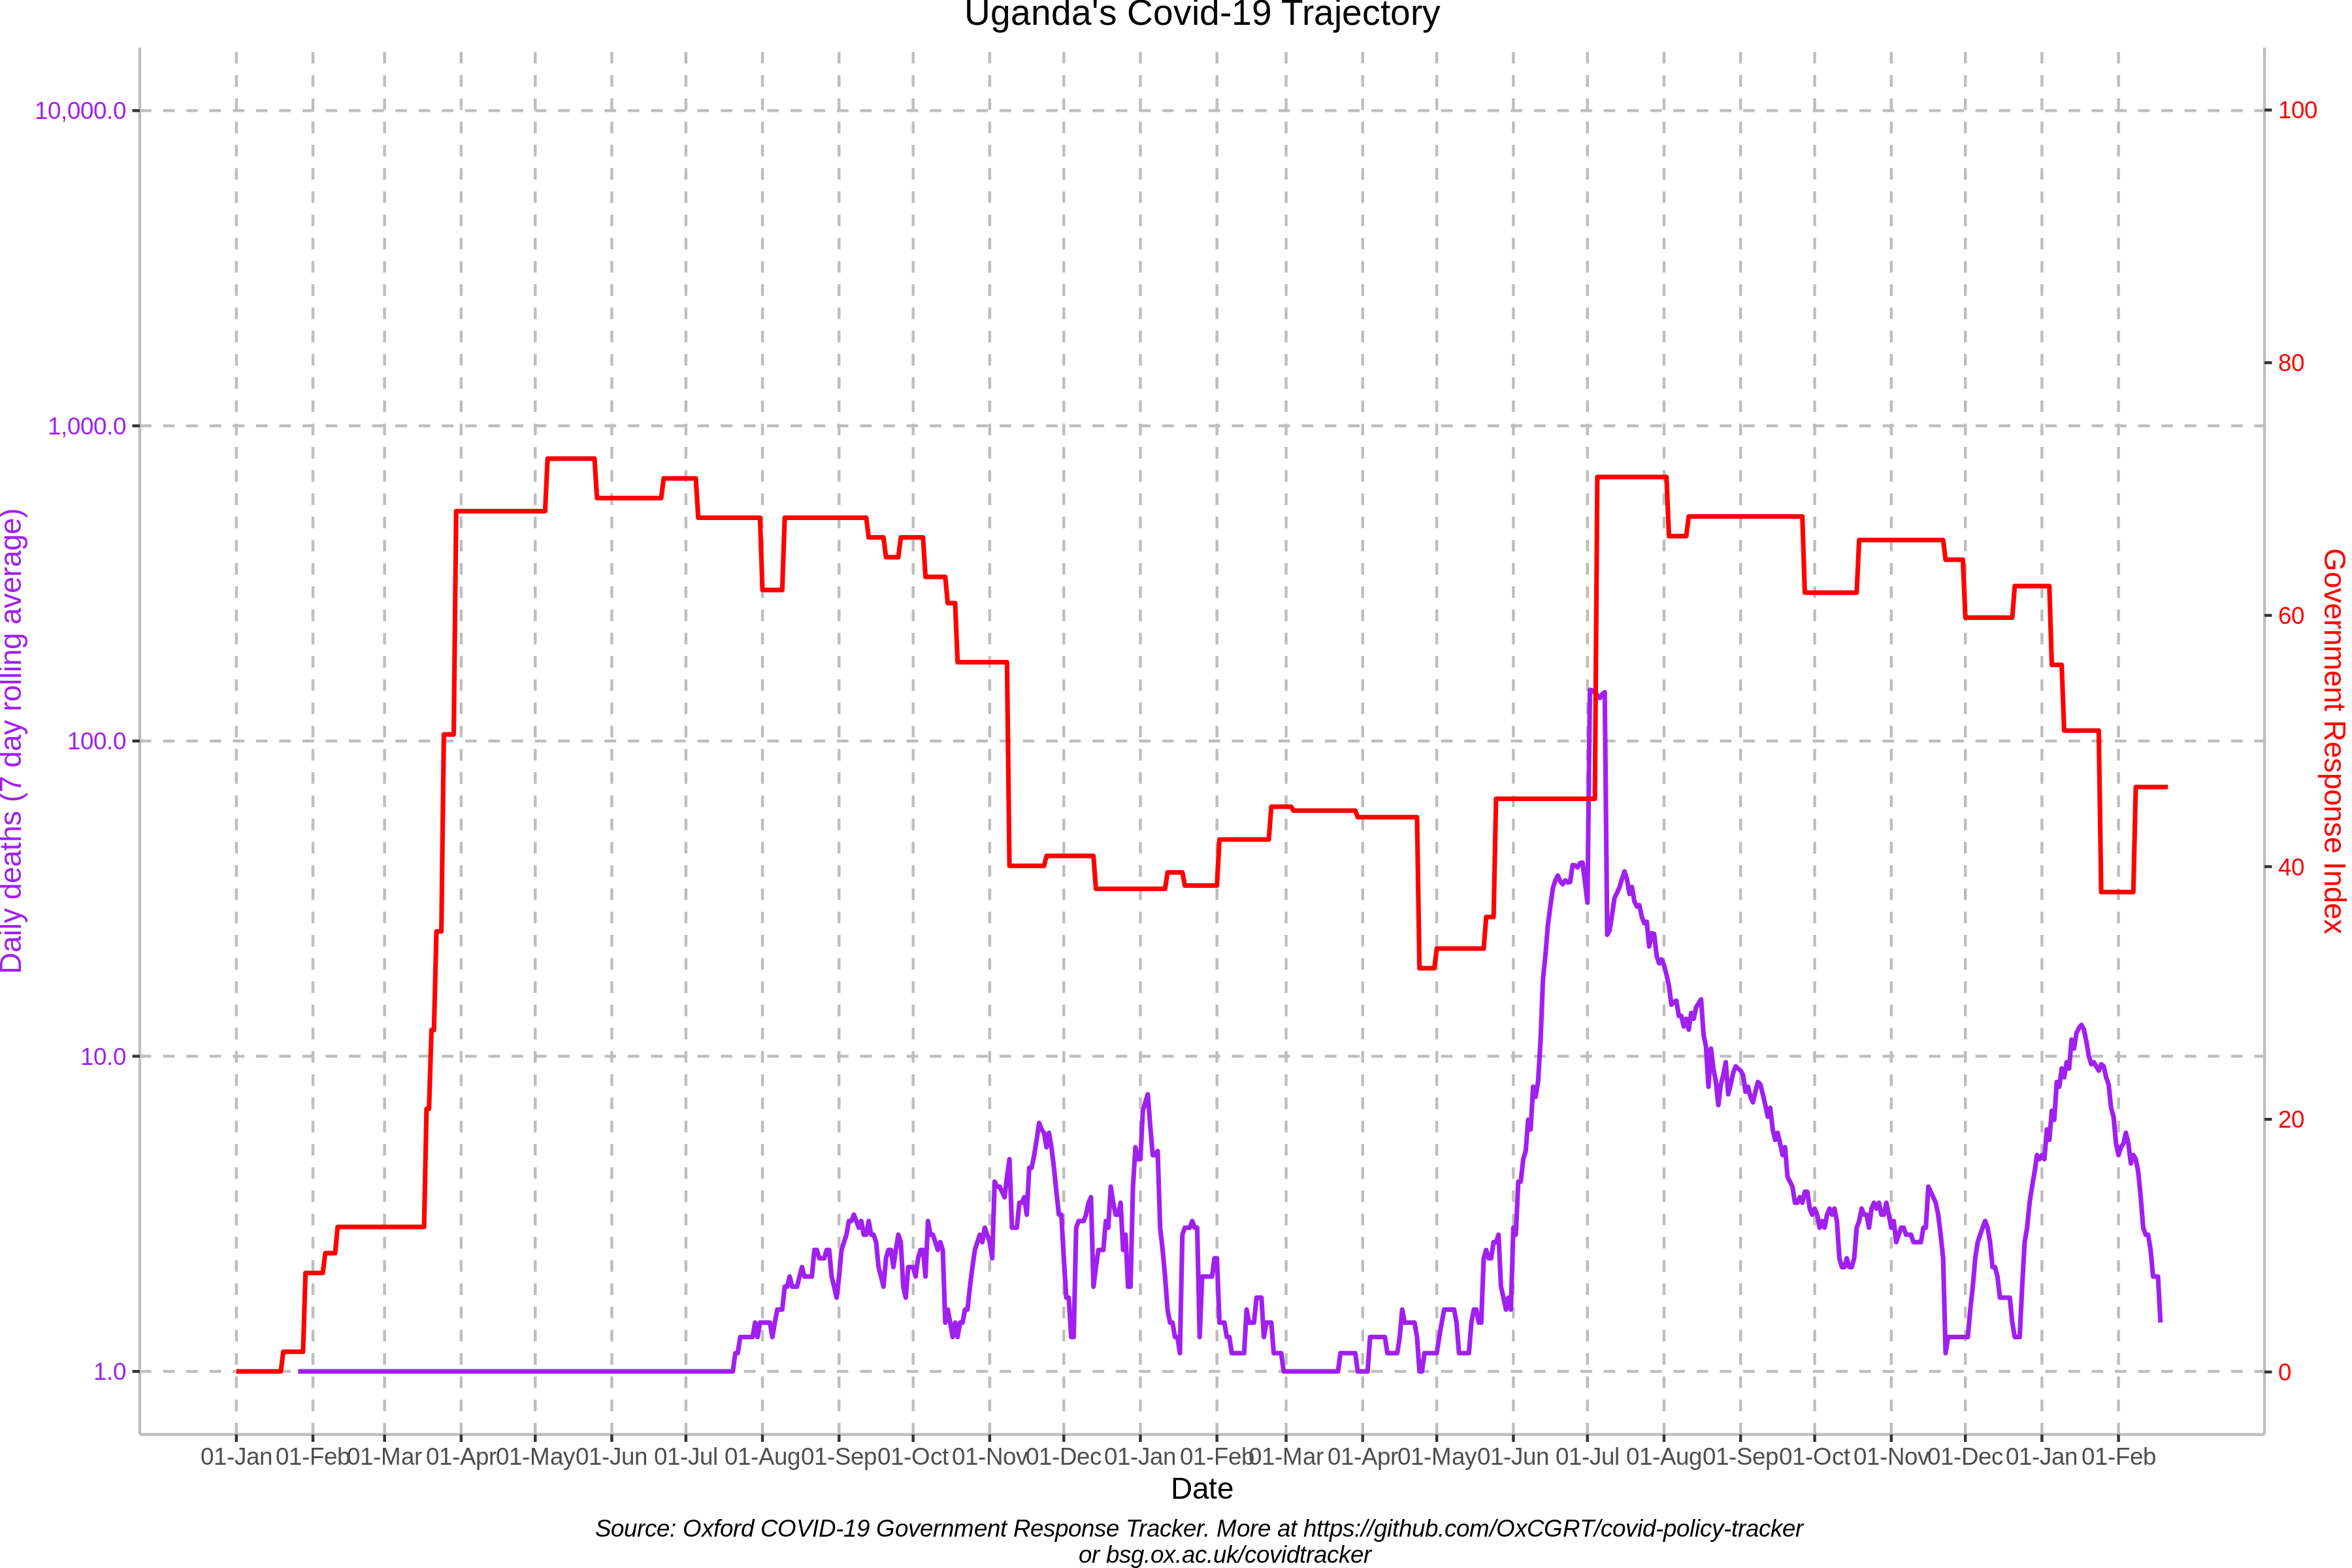 Uganda's Covid-19 Trajectory
10,000.0
1,000.0
100.0
10.0
1.0
Daily deaths (7 day rolling average)
100
80
60
40
20
0
Government Response Index
01-Jan 01-Feb 01-Mar 01-Apr 01-May 01-Jun 01-Jul 01-Aug 01-Sep 01-Oct 01-Nov 01-Dec 01-Jan 01-Feb 01-Mar 01-Apr 01-May 01-Jun 01-Jul 01-Aug 01-Sep 01-Oct 01-Nov 01-Dec 01-Jan 01-Feb
Date
Source: Oxford COVID-19 Government Response Tracker. More at https://github.com/OxCGRT/covid-policy-tracker
or bsg.ox.ac.uk/covidtracker